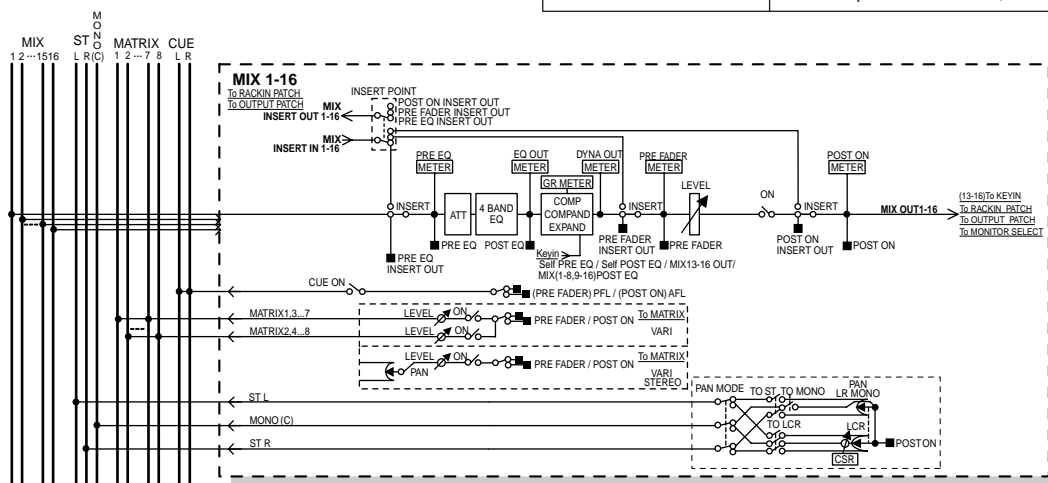 MIX
1 2 ··· 15 16
ST
L R
MONO
(C)
MATRIX
1 2 ··· 7 8
CUE
L R
MIX 1-16
To RACKIN PATCH
To OUTPUT PATCH
INSERT POINT
MIX
INSERT OUT 1-16
POST ON INSERT OUT
PRE FADER INSERT OUT
PRE EQ INSERT OUT
MIX
INSERT IN 1-16
PRE EQ
METER
EQ OUT
METER
DYNA OUT
METER
PRE FADER
METER
POST ON
METER
GR METER
LEVEL
ON
INSERT
ATT
4 BAND
EQ
COMP
COMPAND
EXPAND
INSERT
INSERT
MIX OUT1-16
(13-16)To KEYIN
To RACKIN PATCH
To OUTPUT PATCH
To MONITOR SELECT
PRE EQ
POST EQ
PRE EQ
INSERT OUT
PRE FADER
INSERT OUT
PRE FADER
POST ON
INSERT OUT
POST ON
Keyin
Self PRE EQ / Self POST EQ / MIX13-16 OUT/
MIX(1-8,9-16)POST EQ
CUE ON
(PRE FADER) PFL / (POST ON) AFL
MATRIX1,3...7
LEVEL
ON
PRE FADER / POST ON
To MATRIX
VARI
MATRIX2,4...8
LEVEL
ON
LEVEL
ON
PAN
PRE FADER / POST ON
To MATRIX
VARI
STEREO
ST L
MONO (C)
ST R
PAN MODE
TO ST
TO MONO
PAN
LR MONO
TO LCR
LCR
CSR
POST ON